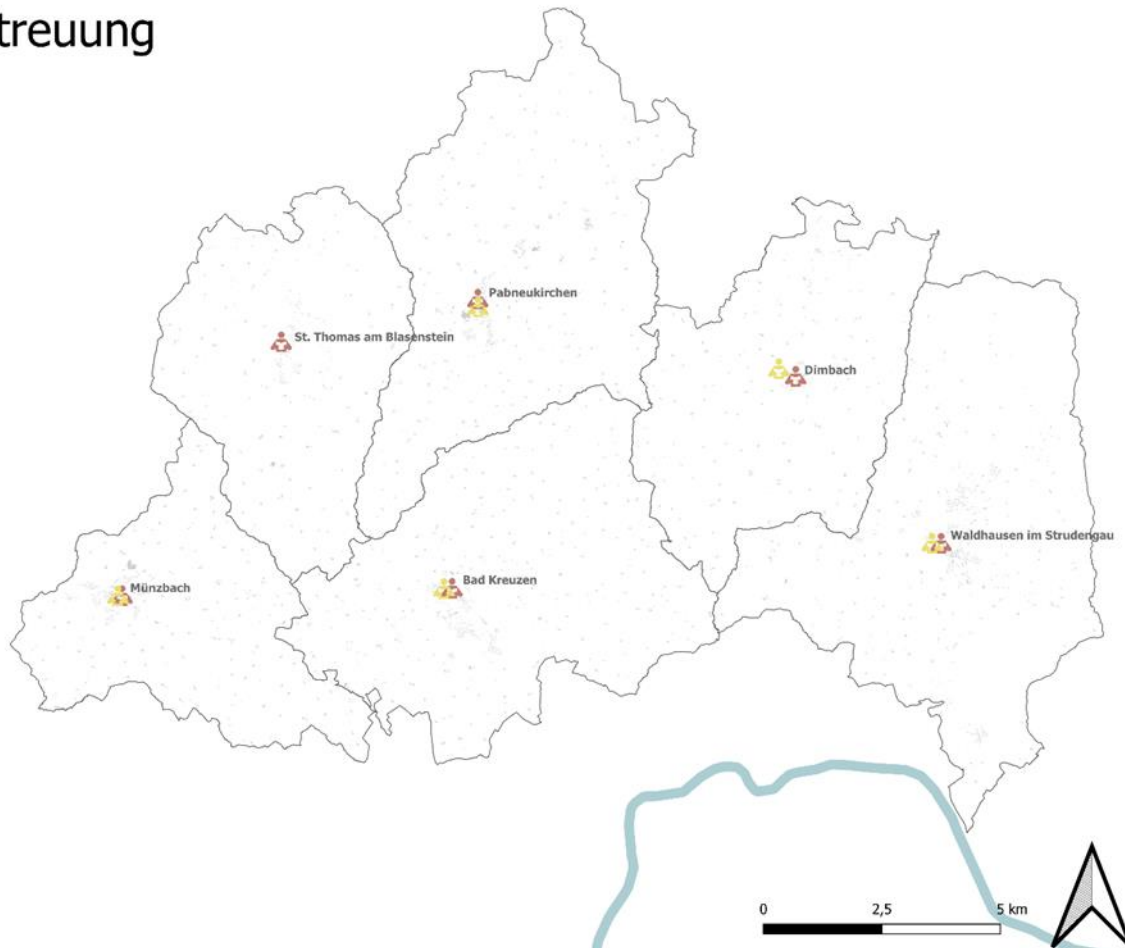 treuung
Pabneukirchen
St. Thomas am Blasenstein
Dimbach
Waldhausen im Strudengau
Bad Kreuzen
Münzbach
0 2,5 5 km